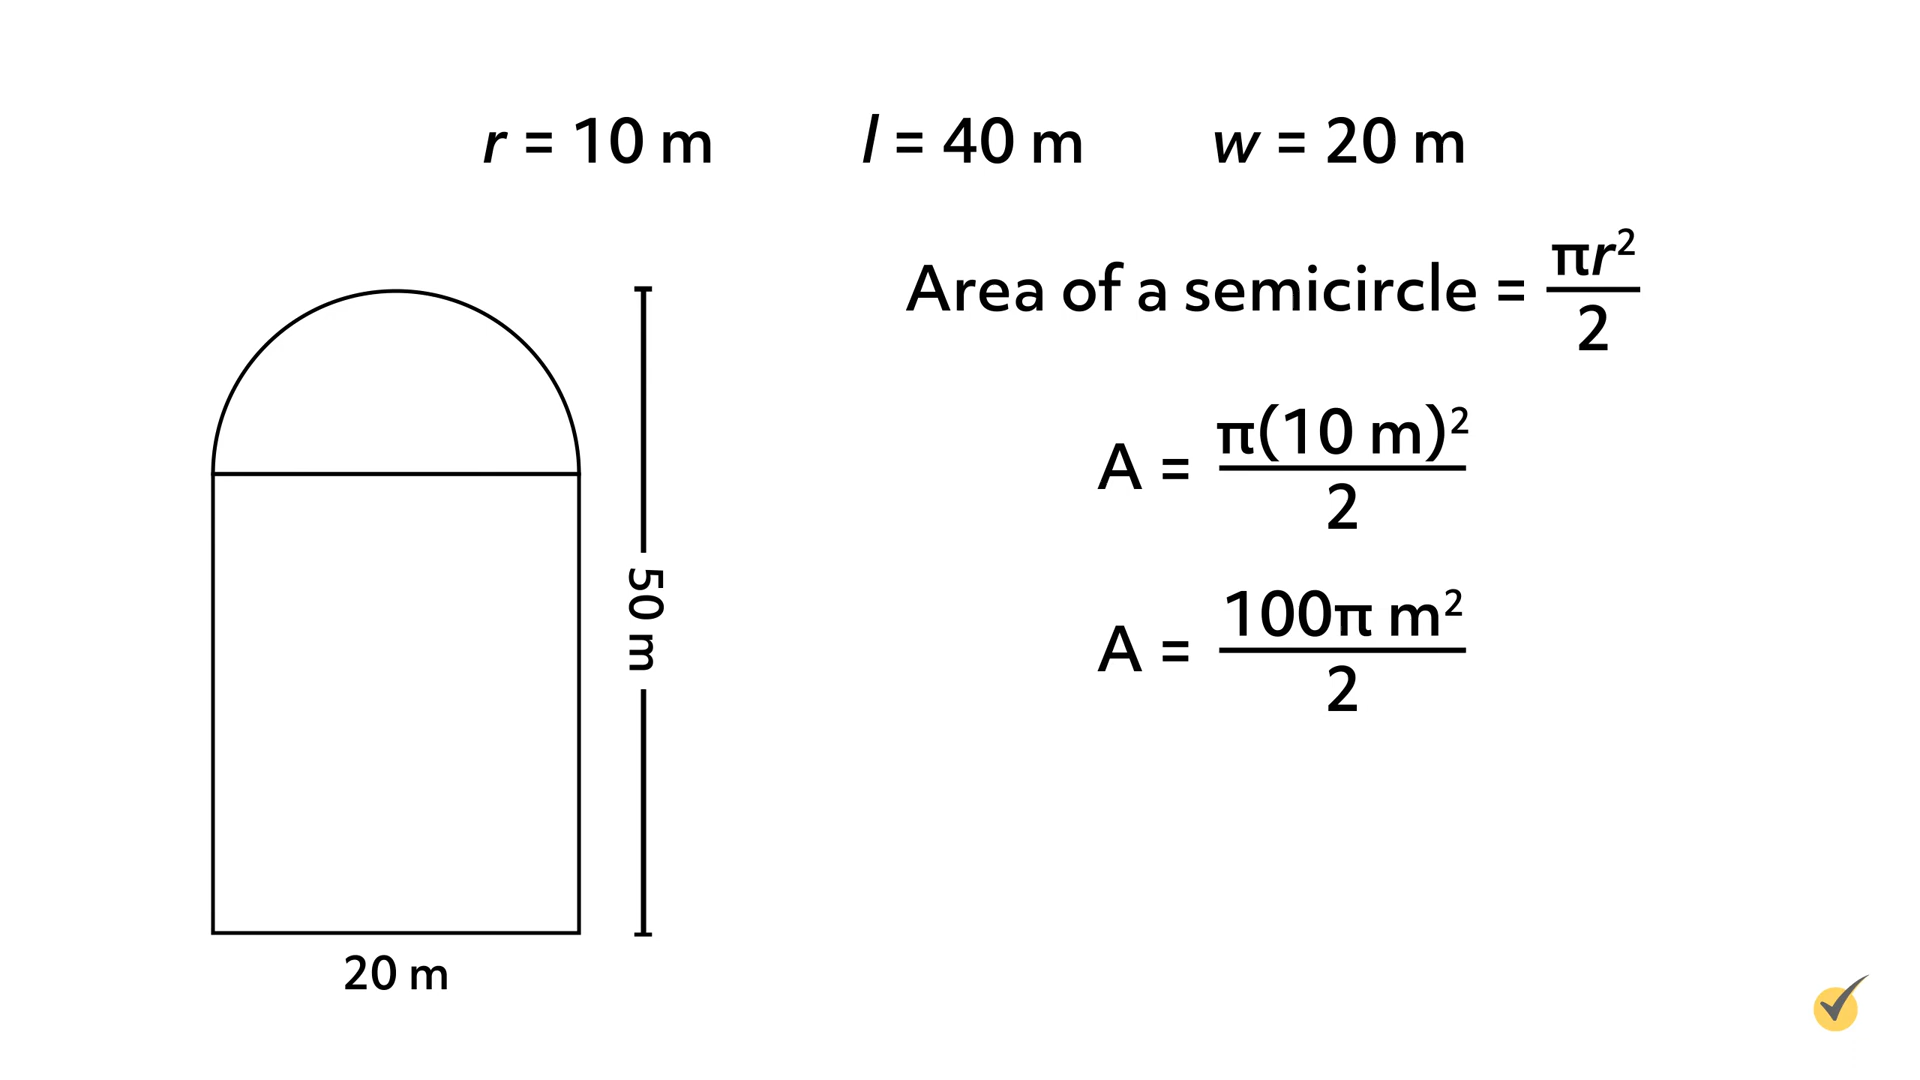 r = 10 m l = 40 m w = 20 m
Area of a semicircle = πr²/2
A = π(10 m)²/2
A = 100π m²/2
50 m
20 m